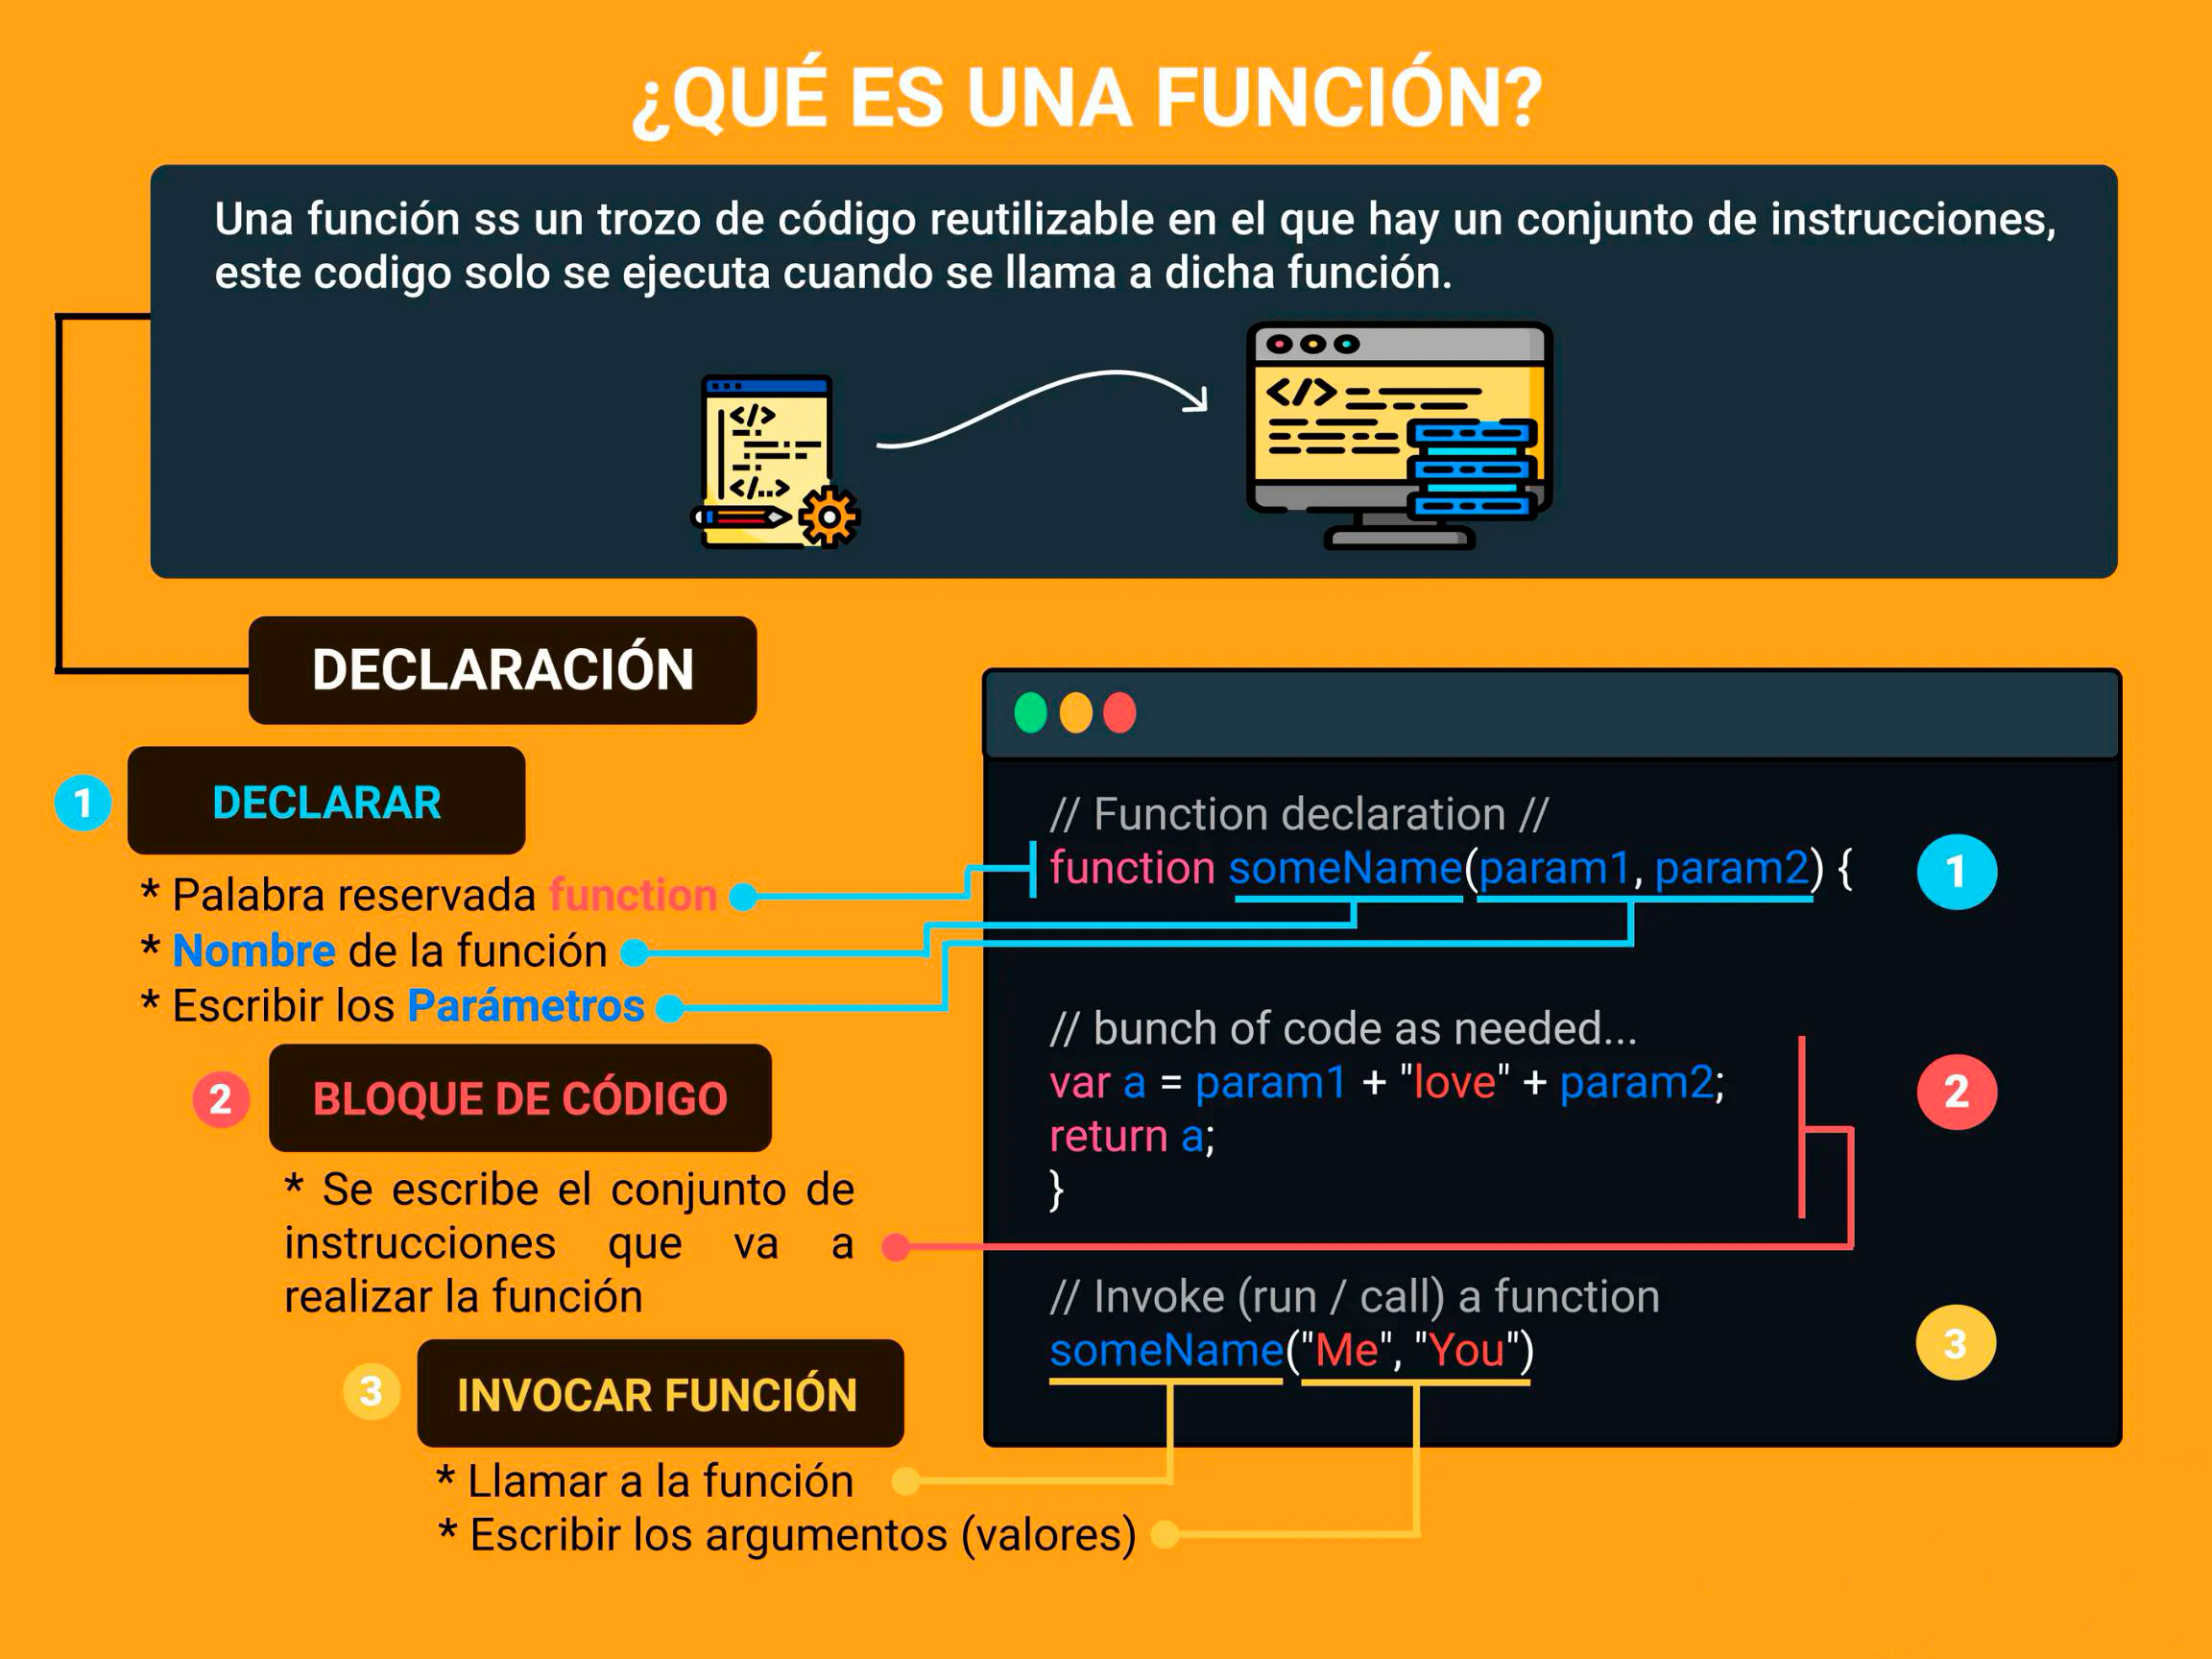 ¿QUÉ ES UNA FUNCIÓN?
Una función ss un trozo de código reutilizable en el que hay un conjunto de instrucciones,
este codigo solo se ejecuta cuando se llama a dicha función.
</>
</..>
</>
DECLARACIÓN
1 DECLARAR
* Palabra reservada function
* Nombre de la función
* Escribir los Parámetros
2 BLOQUE DE CÓDIGO
* Se escribe el conjunto de
instrucciones que va a
realizar la función
3 INVOCAR FUNCIÓN
* Llamar a la función
* Escribir los argumentos (valores)
// Function declaration //
function someName(param1, param2) {
1
// bunch of code as needed...
var a = param1 + "love" + param2;
2
return a;
}
// Invoke (run / call) a function
someName("Me", "You")
3